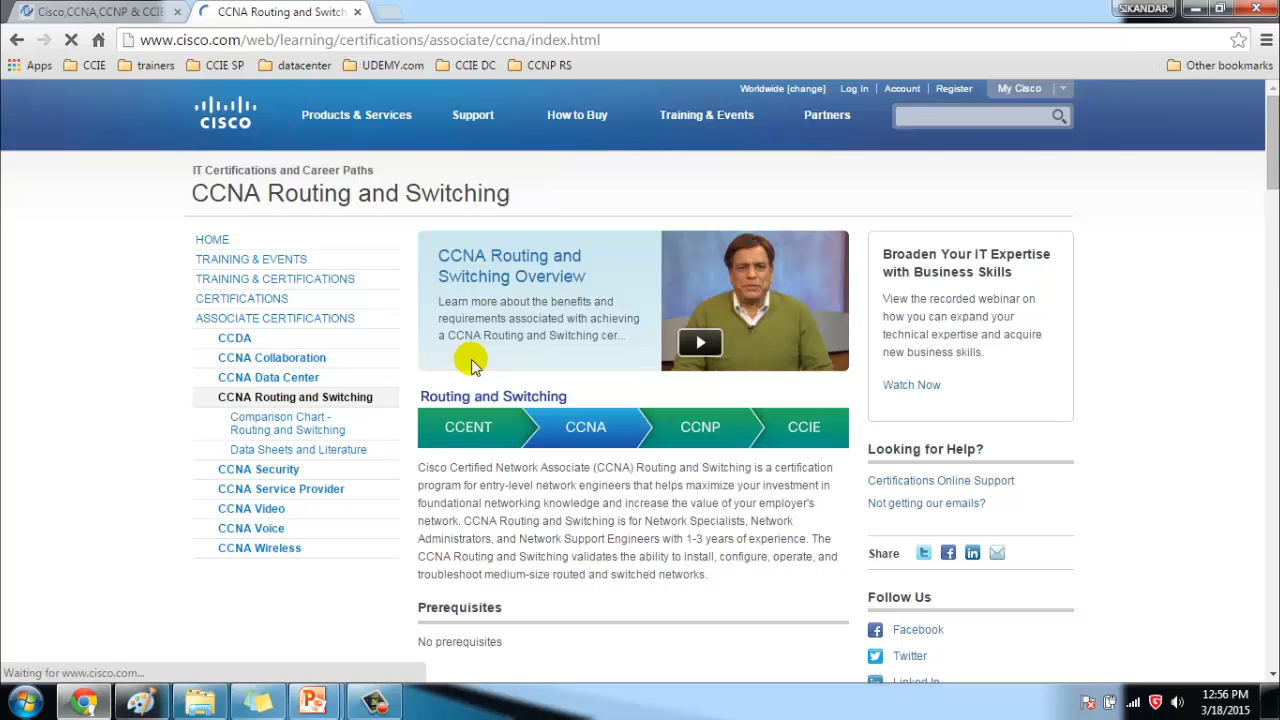 Cisco,CCNA,CCNP & CCIE
CCNA Routing and Switch
SIKANDAR
www.cisco.com/web/learning/certifications/associate/ccna/index.html
Apps
CCIE
trainers
CCIE SP
datacenter
UDEMY.com
CCIE DC
CCNP RS
Other bookmarks
Worldwide [change]
Log In
Account
Register
My Cisco
CISCO
Products & Services
Support
How to Buy
Training & Events
Partners
IT Certifications and Career Paths
CCNA Routing and Switching
HOME
TRAINING & EVENTS
TRAINING & CERTIFICATIONS
CERTIFICATIONS
ASSOCIATE CERTIFICATIONS
CCDA
CCNA Collaboration
CCNA Data Center
CCNA Routing and Switching
Comparison Chart -
Routing and Switching
Data Sheets and Literature
CCNA Security
CCNA Service Provider
CCNA Video
CCNA Voice
CCNA Wireless
CCNA Routing and
Switching Overview
Learn more about the benefits and
requirements associated with achieving
a CCNA Routing and Switching cer...
Routing and Switching
CCENT
CCNA
CCNP
CCIE
Cisco Certified Network Associate (CCNA) Routing and Switching is a certification
program for entry-level network engineers that helps maximize your investment in
foundational networking knowledge and increase the value of your employer's
network. CCNA Routing and Switching is for Network Specialists, Network
Administrators, and Network Support Engineers with 1-3 years of experience. The
CCNA Routing and Switching validates the ability to install, configure, operate, and
troubleshoot medium-size routed and switched networks.
Prerequisites
No prerequisites
Broaden Your IT Expertise
with Business Skills
View the recorded webinar on
how you can expand your
technical expertise and acquire
new business skills.
Watch Now
Looking for Help?
Certifications Online Support
Not getting our emails?
Share
Follow Us
Facebook
Twitter
Linked In
Waiting for www.cisco.com...
12:56 PM
3/18/2015